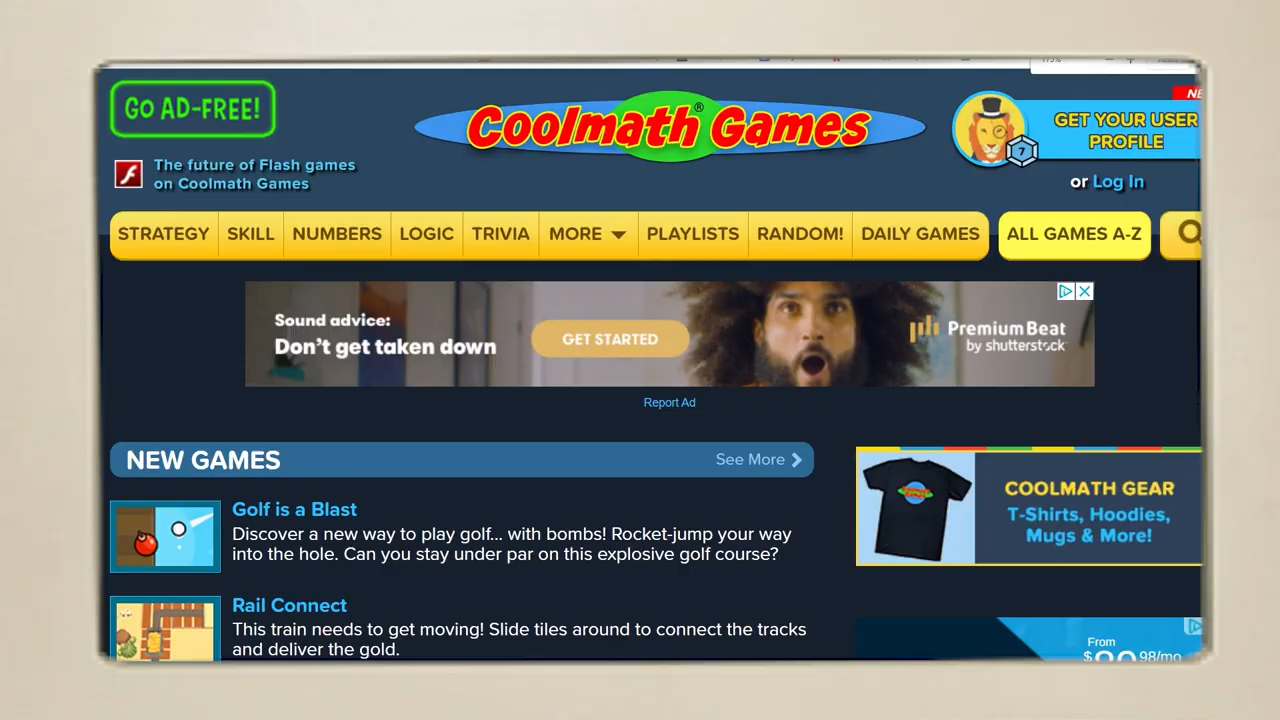 Go AD-FREE!
Coolmath Games®
NE
GET YOUR USER
PROFILE
7
The future of Flash games
on Coolmath Games
or Log In
STRATEGY SKILL NUMBERS LOGIC TRIVIA MORE PLAYLISTS RANDOM! DAILY GAMES ALL GAMES A-Z
Sound advice:
Don't get taken down
GET STARTED
PremiumBeat
by shutterstock
Report Ad
NEW GAMES
See More
Golf is a Blast
Discover a new way to play golf... with bombs! Rocket-jump your way
into the hole. Can you stay under par on this explosive golf course?
COOLMATH GEAR
T-Shirts, Hoodies,
Mugs & More!
Rail Connect
This train needs to get moving! Slide tiles around to connect the tracks
and deliver the gold.
From
98/mo